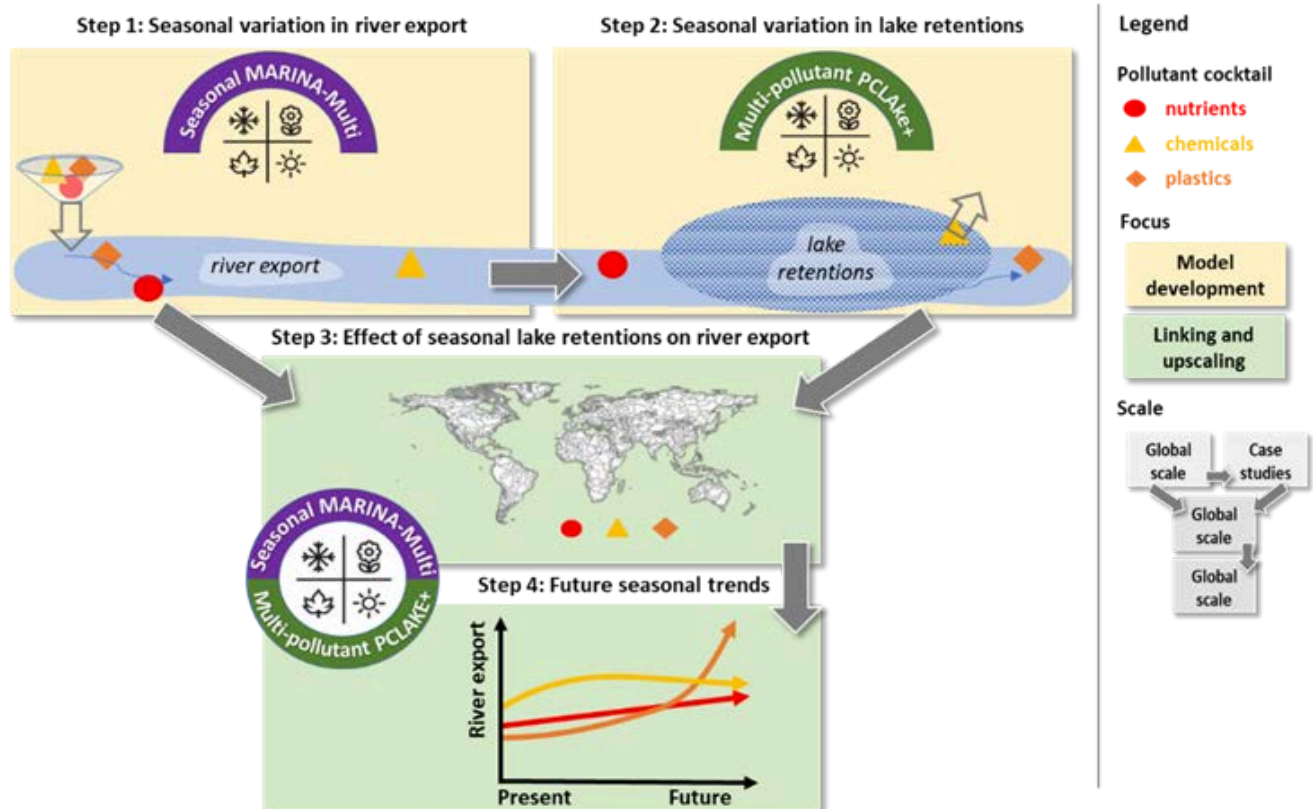 Step 1: Seasonal variation in river export
Seasonal MARINA-Multi
river export
Step 2: Seasonal variation in lake retentions
Multi-pollutant PCLAke+
lake
retentions
Step 3: Effect of seasonal lake retentions on river export
Seasonal MARINA-Multi
Multi-pollutant PCLAKE+
Step 4: Future seasonal trends
River export
Present
Future
Legend
Pollutant cocktail
nutrients
chemicals
plastics
Focus
Model
development
Linking and
upscaling
Scale
Global
scale
Case
studies
Global
scale
Global
scale